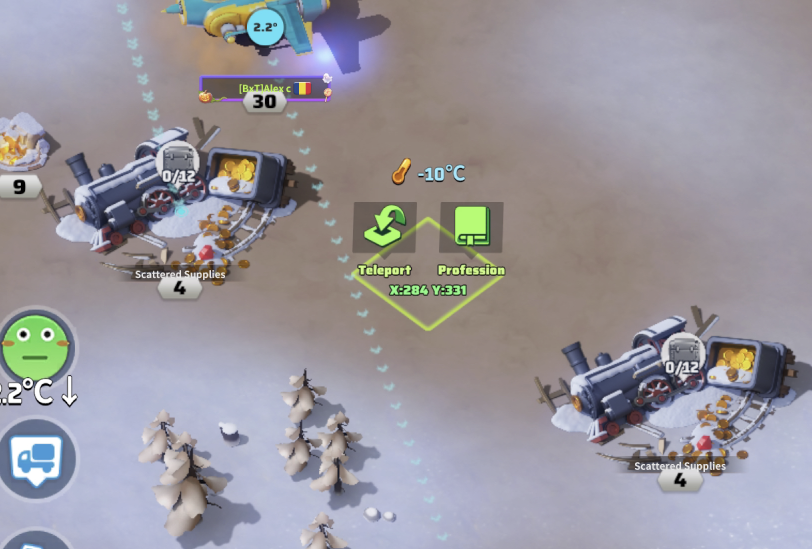 2.2°
[BxT]Alex c
30
0/12
9
-10°C
Scattered Supplies
4
Teleport
Profession
X:284 Y:331
0/12
.2°C
Scattered Supplies
4